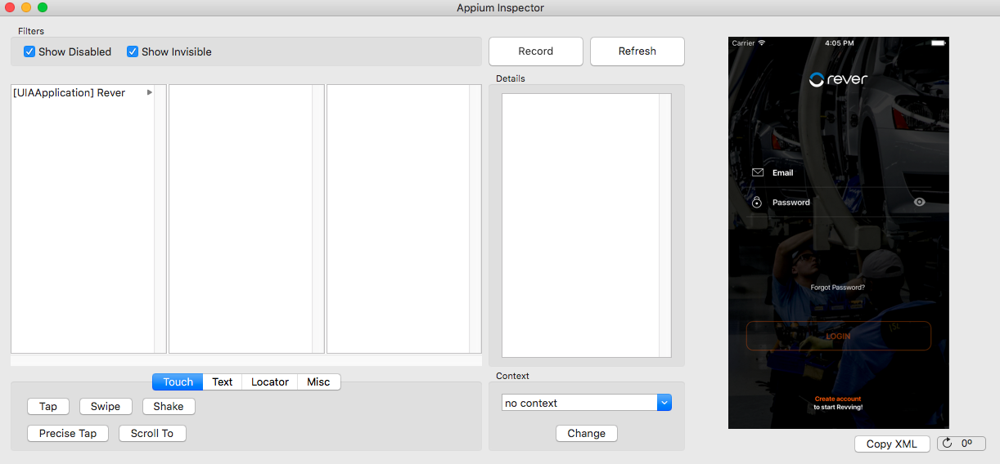 Appium Inspector
Filters
Show Disabled
Show Invisible
Record
Refresh
[UIAApplication] Rever
Details
Touch
Text
Locator
Misc
Tap
Swipe
Shake
Precise Tap
Scroll To
Context
no context
Change
Carrier
4:05 PM
rever
Email
Password
Forgot Password?
LOGIN
Create account
to start Revving!
Copy XML
0º